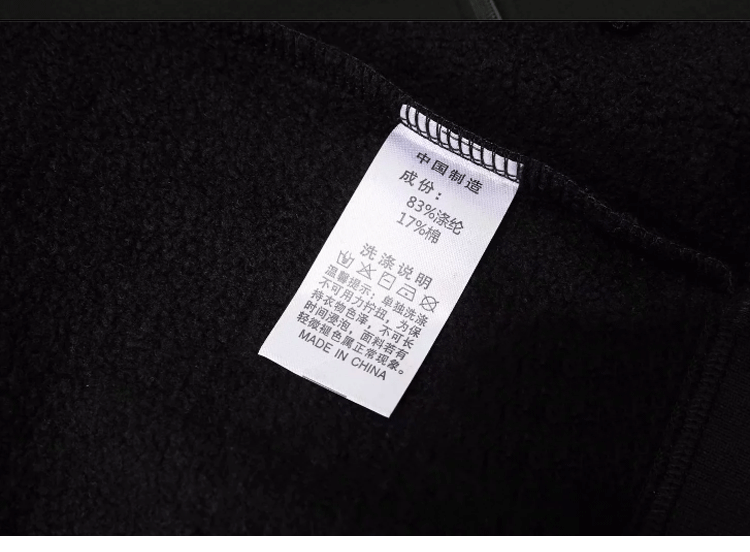 中国制造
成份：
83%涤纶
17%棉
洗涤说明
温馨提示：单独洗涤
不可用力拧扭，为保
持衣物色泽，不可长
时间浸泡，面料若有
轻微褪色属正常现象。
MADE IN CHINA